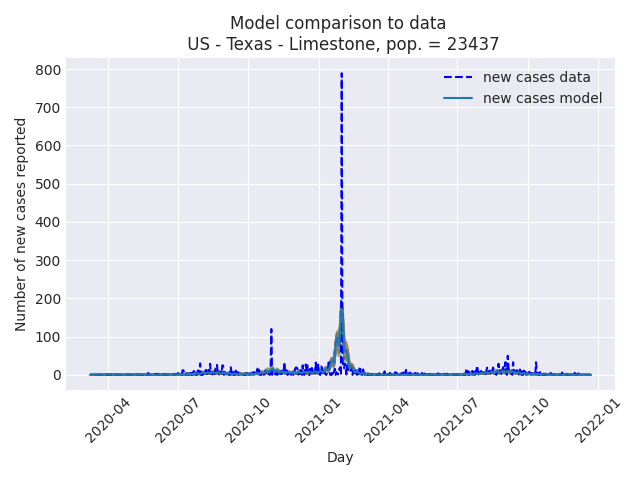 Model comparison to data
US - Texas - Limestone, pop. = 23437
new cases data
new cases model
Number of new cases reported
800
700
600
500
400
300
200
100
0
2020-04
2020-07
2020-10
2021-01
2021-04
2021-07
2021-10
2022-01
Day